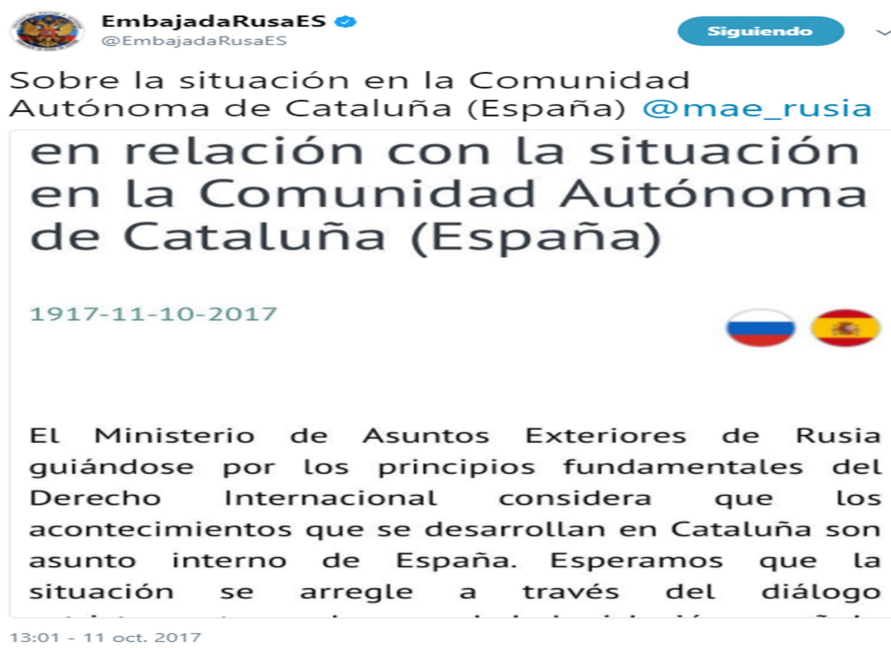 EmbajadaRusaES
@EmbajadaRusaES
Siguiendo
Sobre la situación en la Comunidad
Autónoma de Cataluña (España) @mae_rusia
en relación con la situación
en la Comunidad Autónoma
de Cataluña (España)
1917-11-10-2017
El Ministerio de Asuntos Exteriores de Rusia
guiándose por los principios fundamentales del
Derecho Internacional considera que los
acontecimientos que se desarrollan en Cataluña son
asunto interno de España. Esperamos que la
situación se arregle a través del diálogo
13:01 - 11 oct. 2017